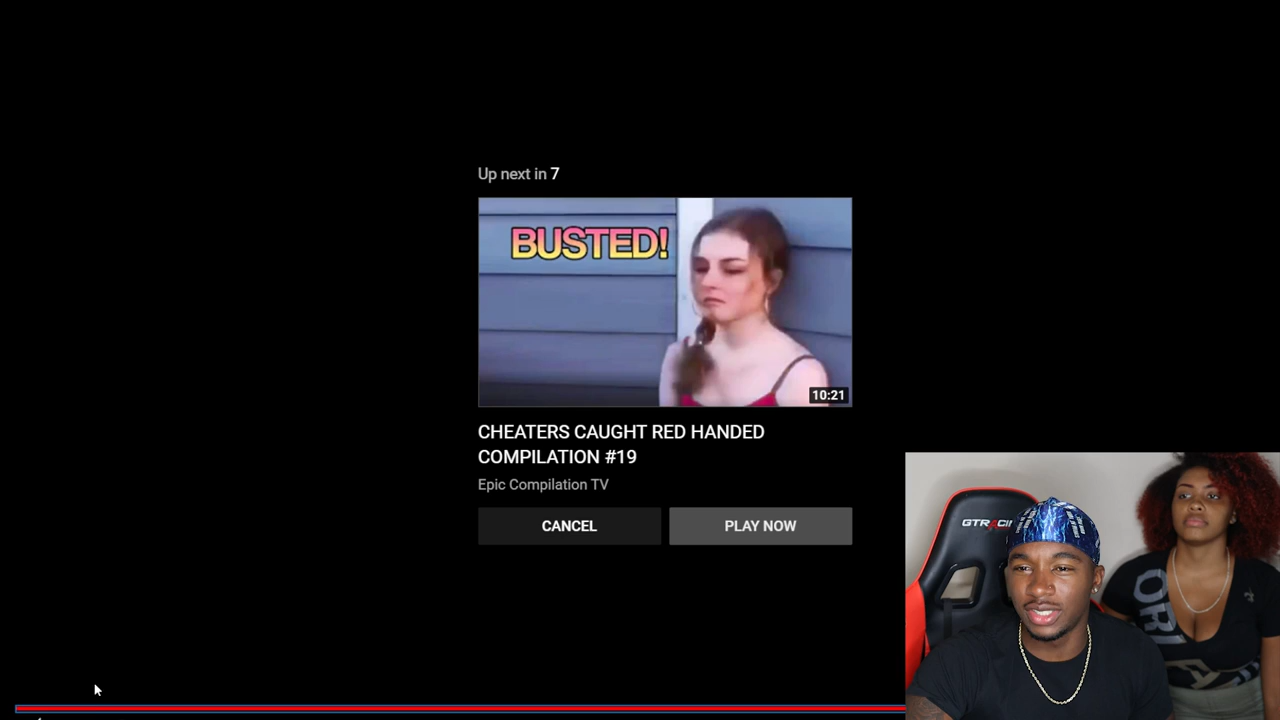 Up next in 7
BUSTED!
10:21
CHEATERS CAUGHT RED HANDED
COMPILATION #19
Epic Compilation TV
CANCEL
PLAY NOW